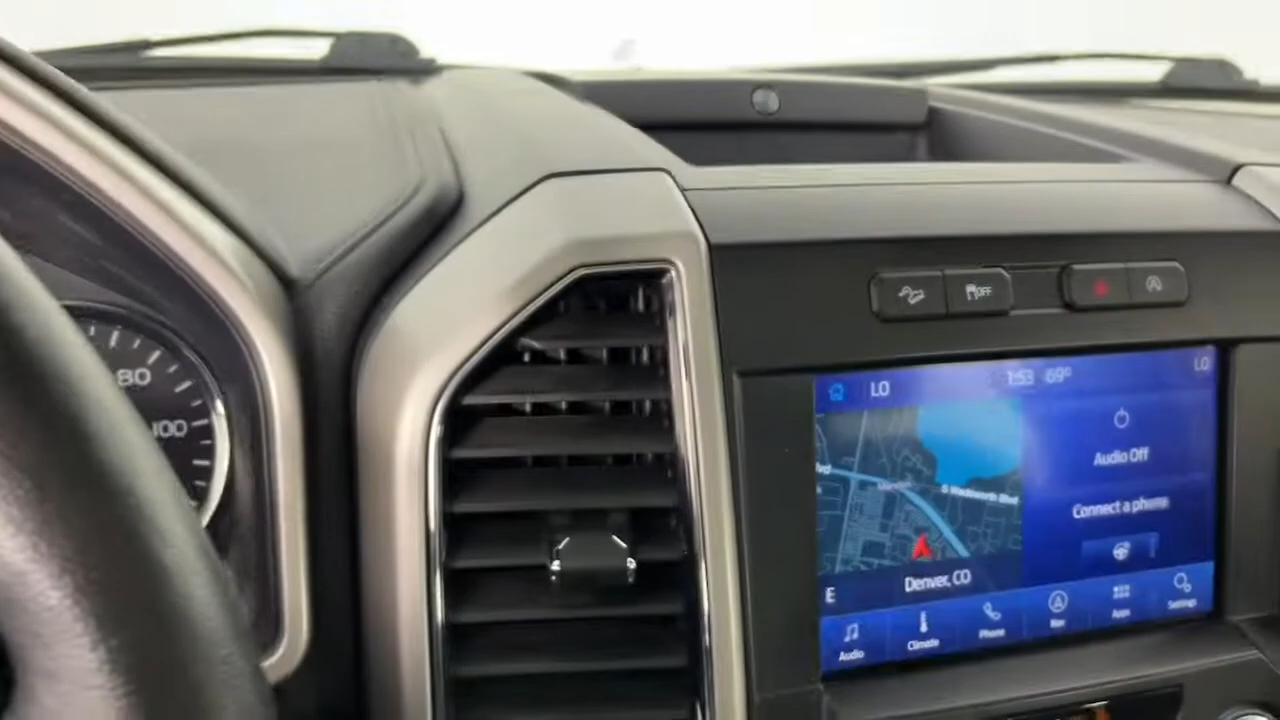 80
100
OFF
LO 1:53 69° LO
Audio Off
Connect a phone
S Wadsworth Blvd
Denver, CO
E
Audio
Climate
Phone
Nav
Apps
Settings